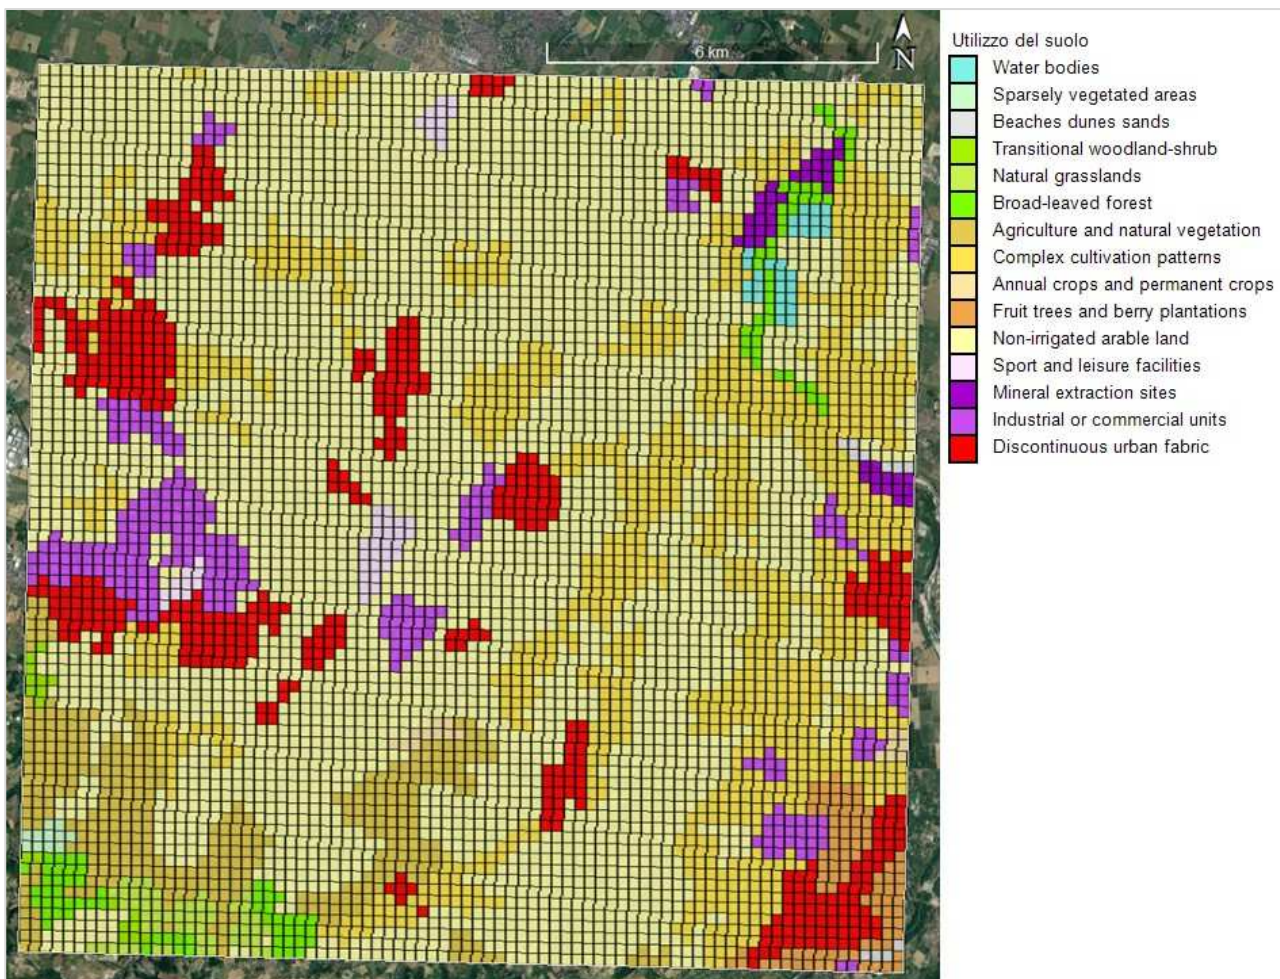 6 km
N
Utilizzo del suolo
Water bodies
Sparsely vegetated areas
Beaches dunes sands
Transitional woodland-shrub
Natural grasslands
Broad-leaved forest
Agriculture and natural vegetation
Complex cultivation patterns
Annual crops and permanent crops
Fruit trees and berry plantations
Non-irrigated arable land
Sport and leisure facilities
Mineral extraction sites
Industrial or commercial units
Discontinuous urban fabric